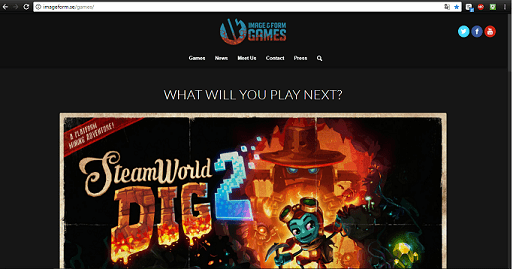 imageform.se/games/
IMAGE & FORM
GAMES
Games News Meet Us Contact Press
WHAT WILL YOU PLAY NEXT?
A PLATFORM
MINING ADVENTURE!
SteamWorld
DIG 2